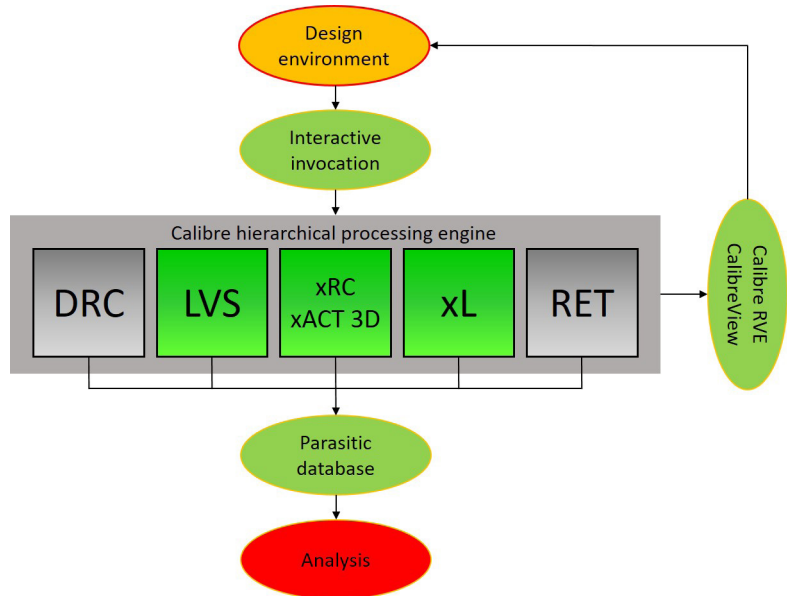 Design
environment
Interactive
invocation
Calibre hierarchical processing engine
DRC
LVS
xRC
xACT 3D
xL
RET
Calibre RVE
CalibreView
Parasitic
database
Analysis